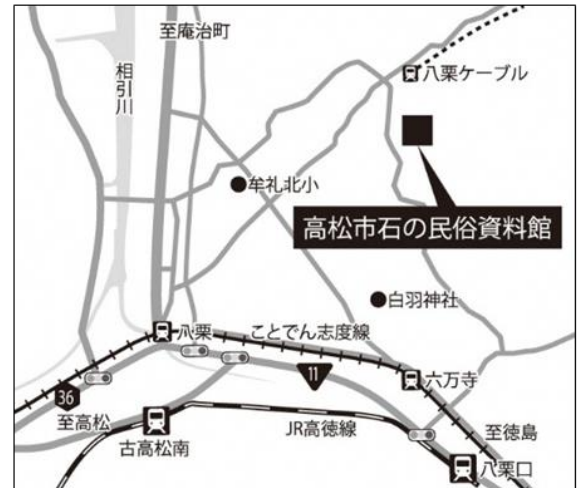 至庵治町
相引川
八栗ケーブル
牟礼北小
高松市石の民俗資料館
白羽神社
八栗
ことでん志度線
11
六万寺
36
至高松
古高松南
JR高徳線
至徳島
八栗口